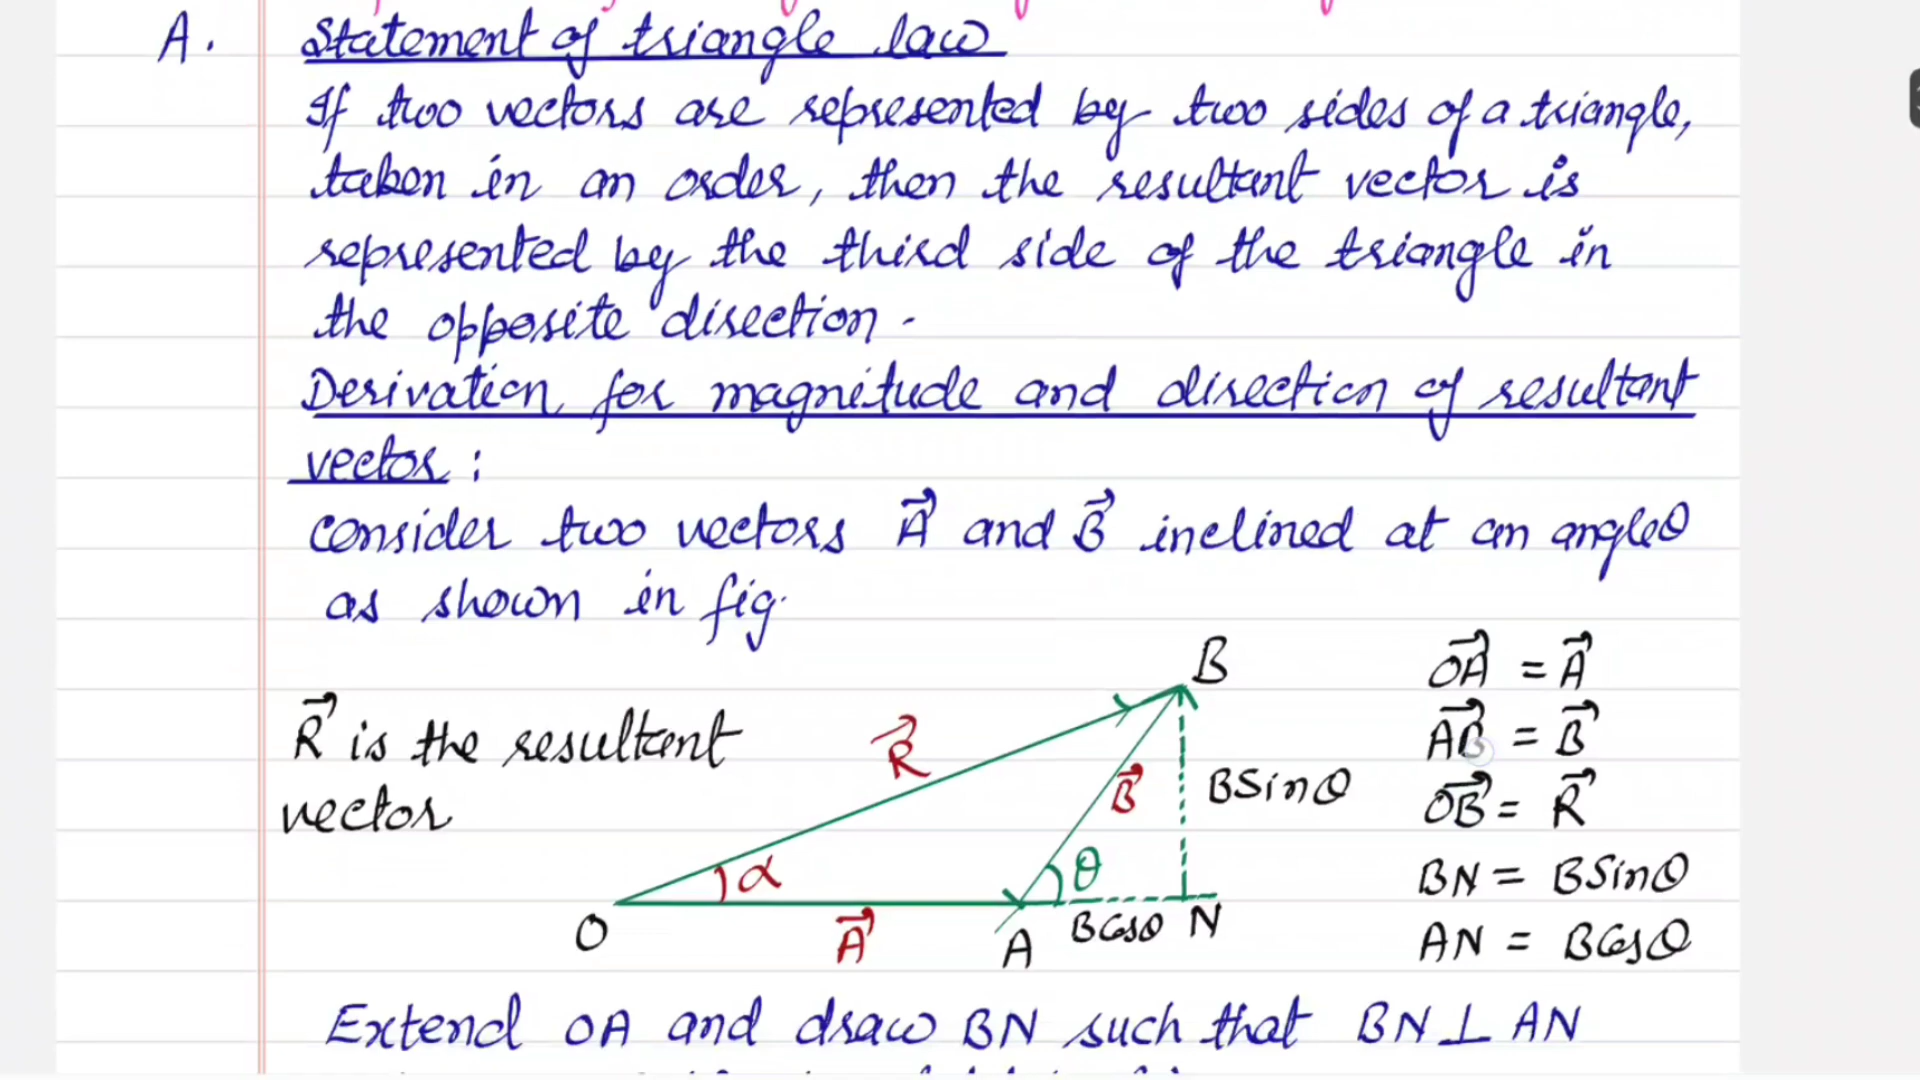 A. Statement of triangle law
If two vectors are represented by two sides of a triangle,
taken in an order, then the resultant vector is
represented by the third side of the triangle in
the opposite direction.
Derivation for magnitude and direction of resultant
vector:
consider two vectors A⃗ and B⃗ inclined at an angle θ
as shown in fig.
R⃗ is the resultant
vector
B
R⃗
B⃗
BSinθ
α
θ
O
A⃗
A
BCosθ
N
OA⃗ = A⃗
AB⃗ = B⃗
OB⃗ = R⃗
BN = BSinθ
AN = BCosθ
Extend OA and draw BN such that BN ⊥ AN